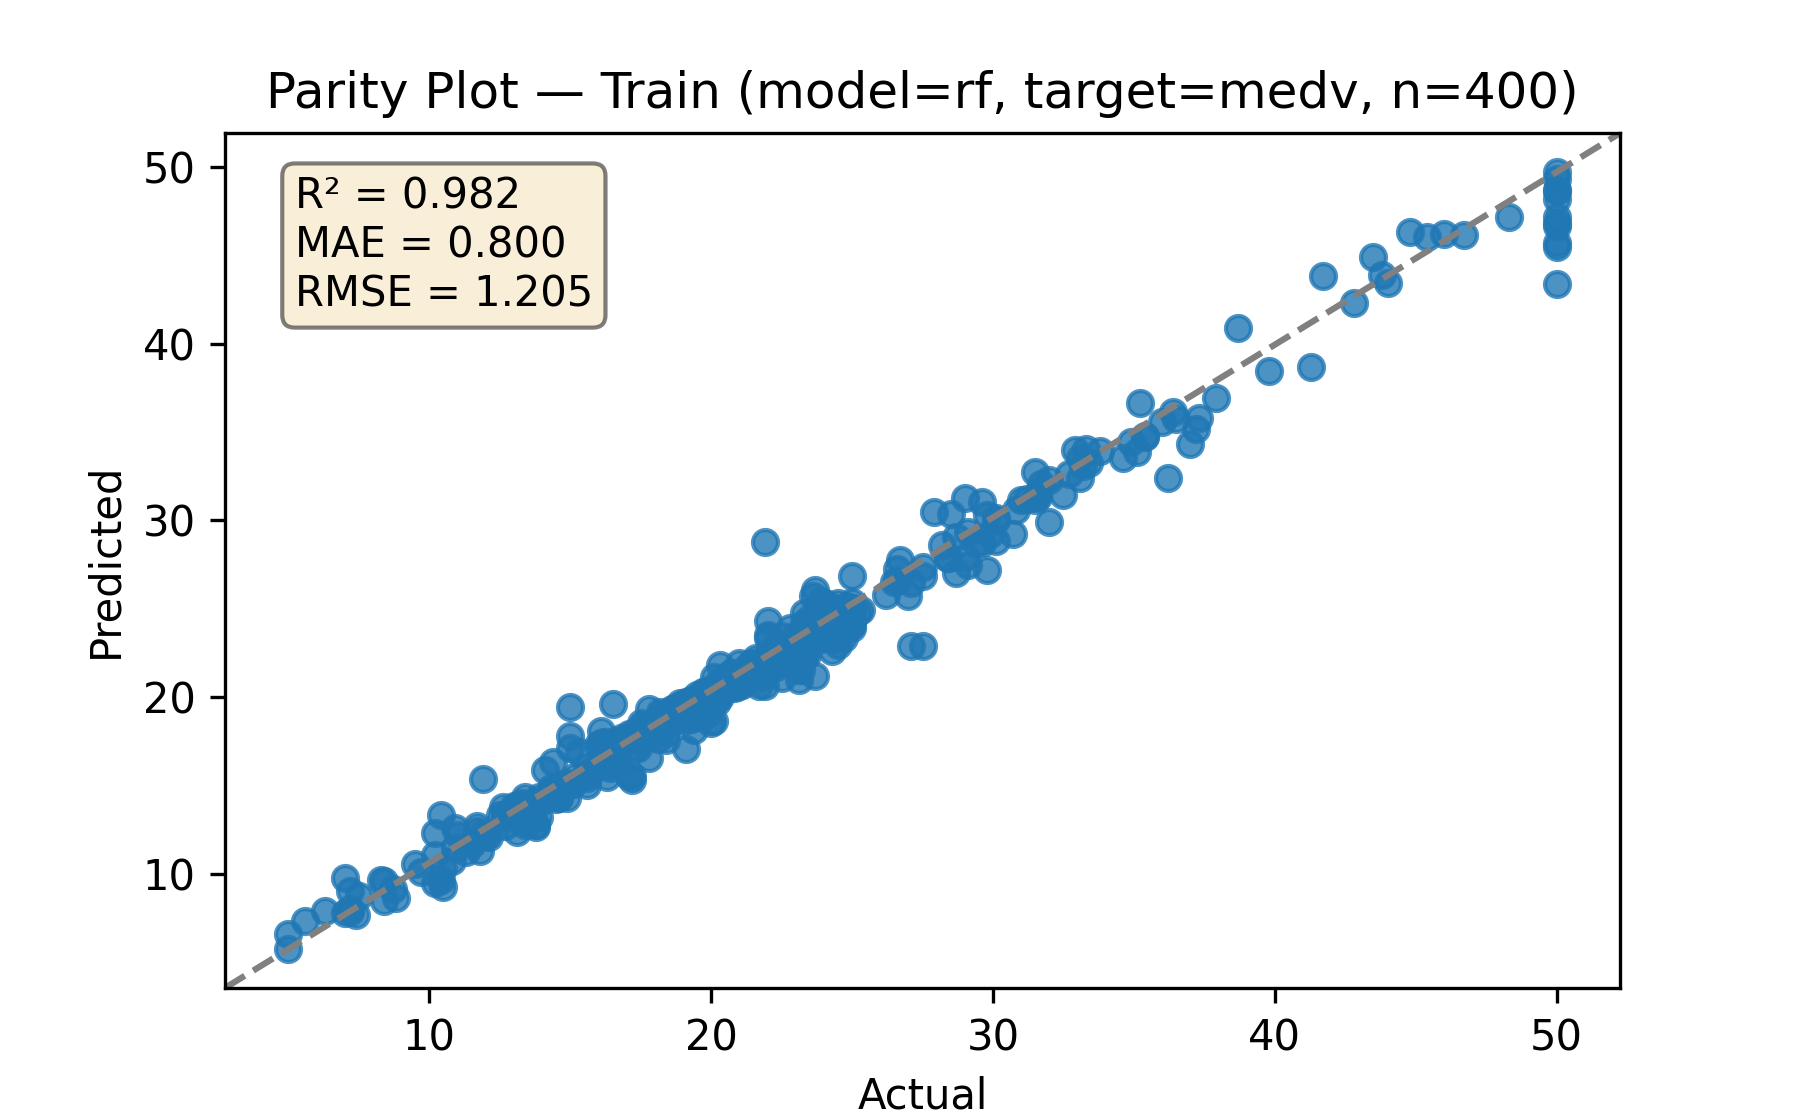 Parity Plot — Train (model=rf, target=medv, n=400)
R² = 0.982
MAE = 0.800
RMSE = 1.205
50
40
30
20
10
Predicted
10 20 30 40 50
Actual